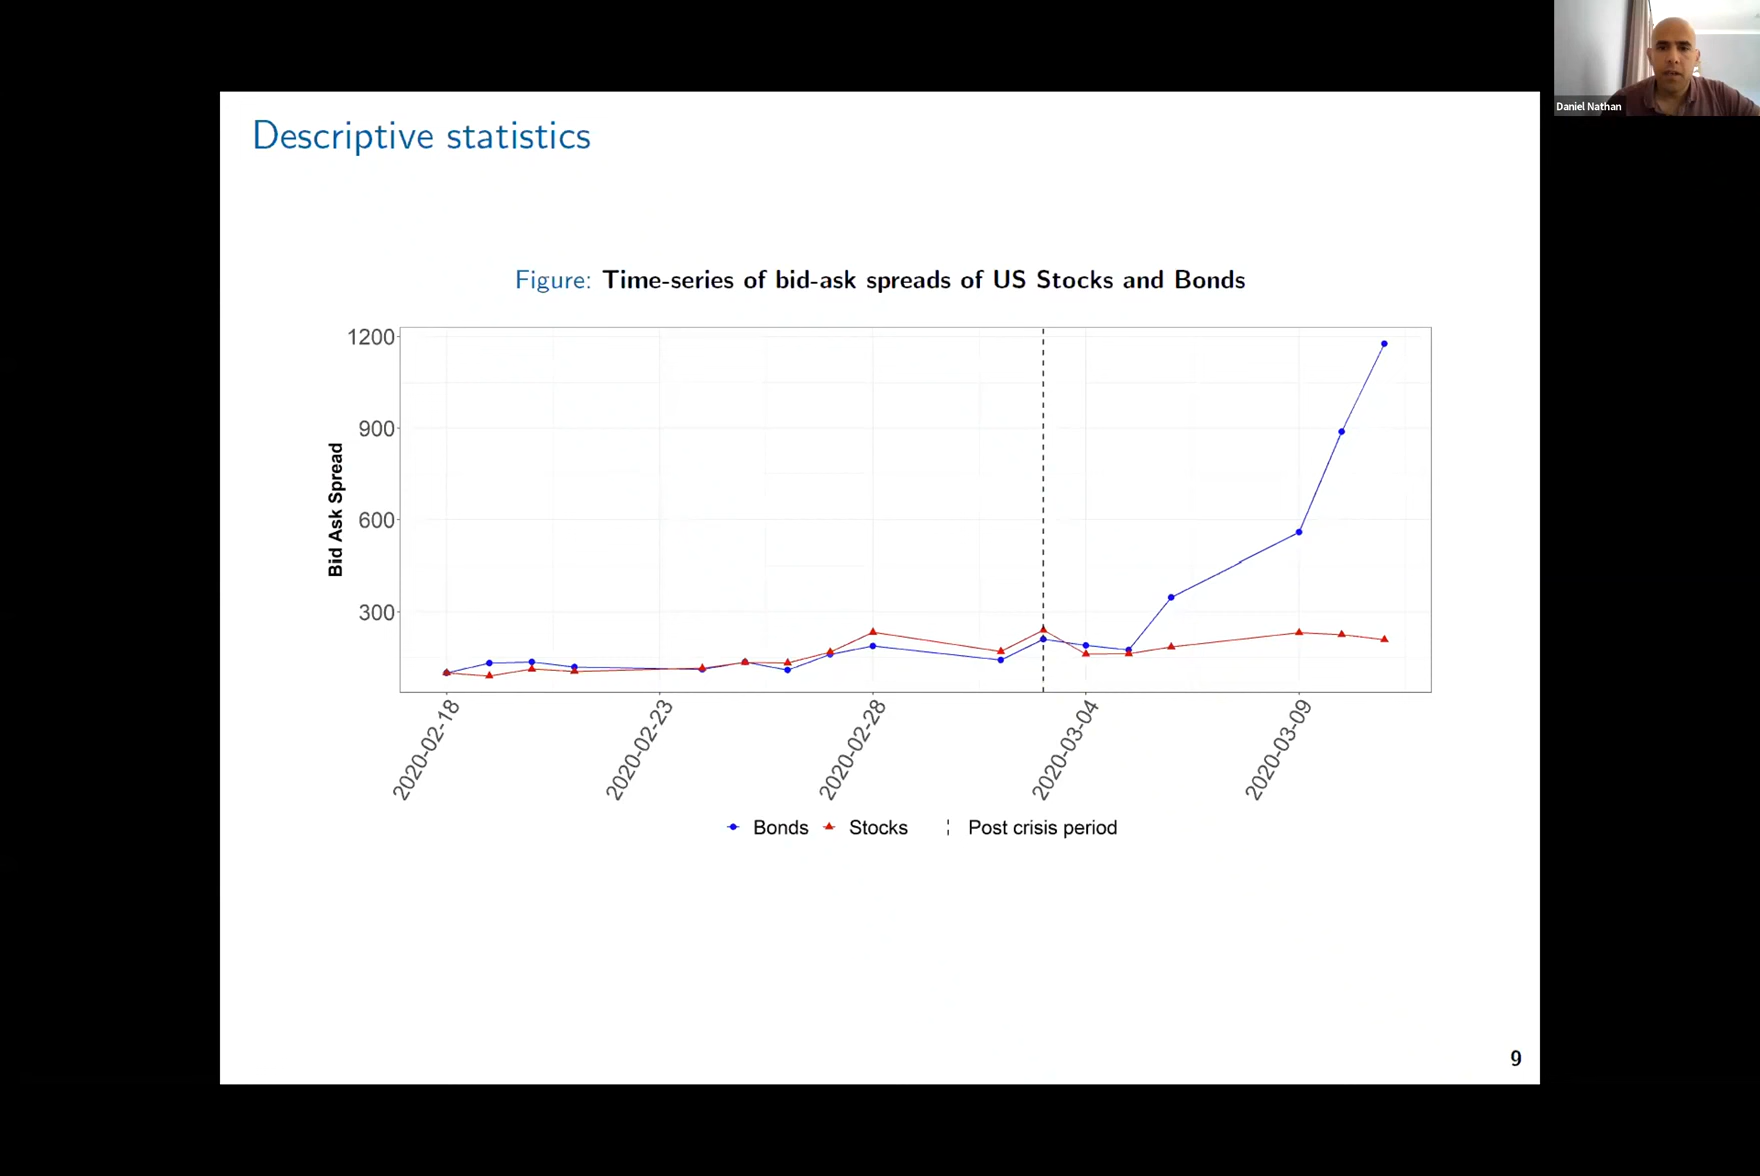 Daniel Nathan
Descriptive statistics
Figure: Time-series of bid-ask spreads of US Stocks and Bonds
1200
900
600
300
Bid Ask Spread
2020-02-18
2020-02-23
2020-02-28
2020-03-04
2020-03-09
Bonds Stocks Post crisis period
9